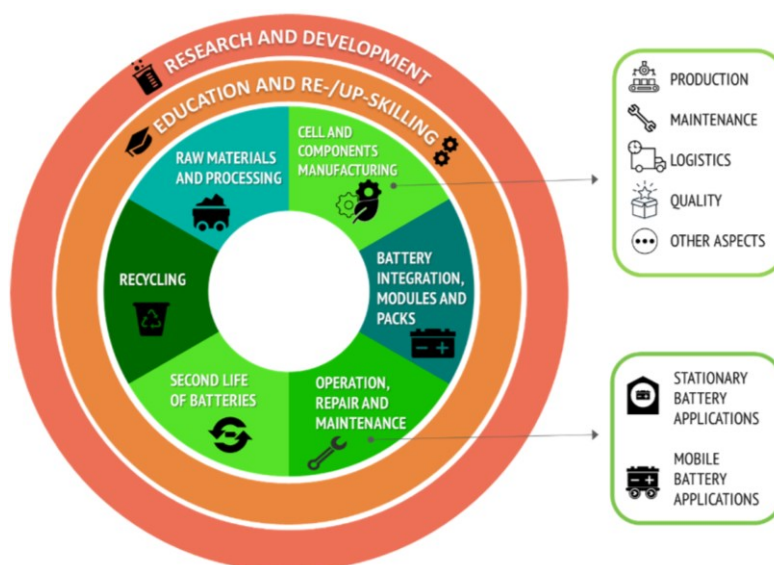 RESEARCH AND DEVELOPMENT
EDUCATION AND RE-/UP-SKILLING
RAW MATERIALS
AND PROCESSING
CELL AND
COMPONENTS
MANUFACTURING
BATTERY
INTEGRATION,
MODULES AND
PACKS
OPERATION,
REPAIR AND
MAINTENANCE
SECOND LIFE
OF BATTERIES
RECYCLING
PRODUCTION
MAINTENANCE
LOGISTICS
QUALITY
OTHER ASPECTS
STATIONARY
BATTERY
APPLICATIONS
MOBILE
BATTERY
APPLICATIONS